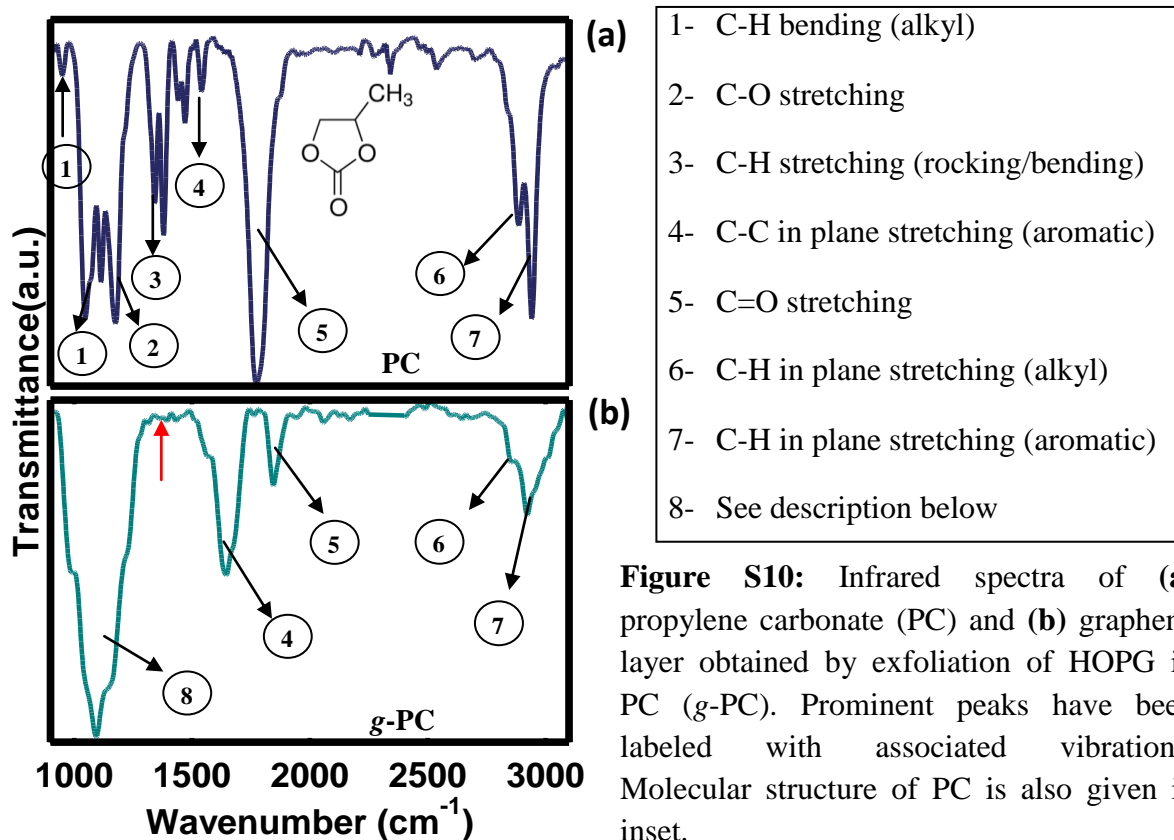 (a)
CH3
O
O
O
1
1
2
3
4
5
6
7
PC
(b)
8
4
5
6
7
g-PC
Transmittance(a.u.)
1000 1500 2000 2500 3000
Wavenumber (cm-1)
1- C-H bending (alkyl)
2- C-O stretching
3- C-H stretching (rocking/bending)
4- C-C in plane stretching (aromatic)
5- C=O stretching
6- C-H in plane stretching (alkyl)
7- C-H in plane stretching (aromatic)
8- See description below
Figure S10: Infrared spectra of (a
propylene carbonate (PC) and (b) graphen
layer obtained by exfoliation of HOPG i
PC (g-PC). Prominent peaks have bee
labeled with associated vibration
Molecular structure of PC is also given i
inset.